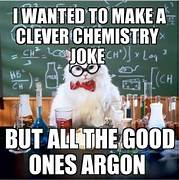 I WANTED TO MAKE A
CLEVER CHEMISTRY
JOKE
BUT ALL THE GOOD
ONES ARGON